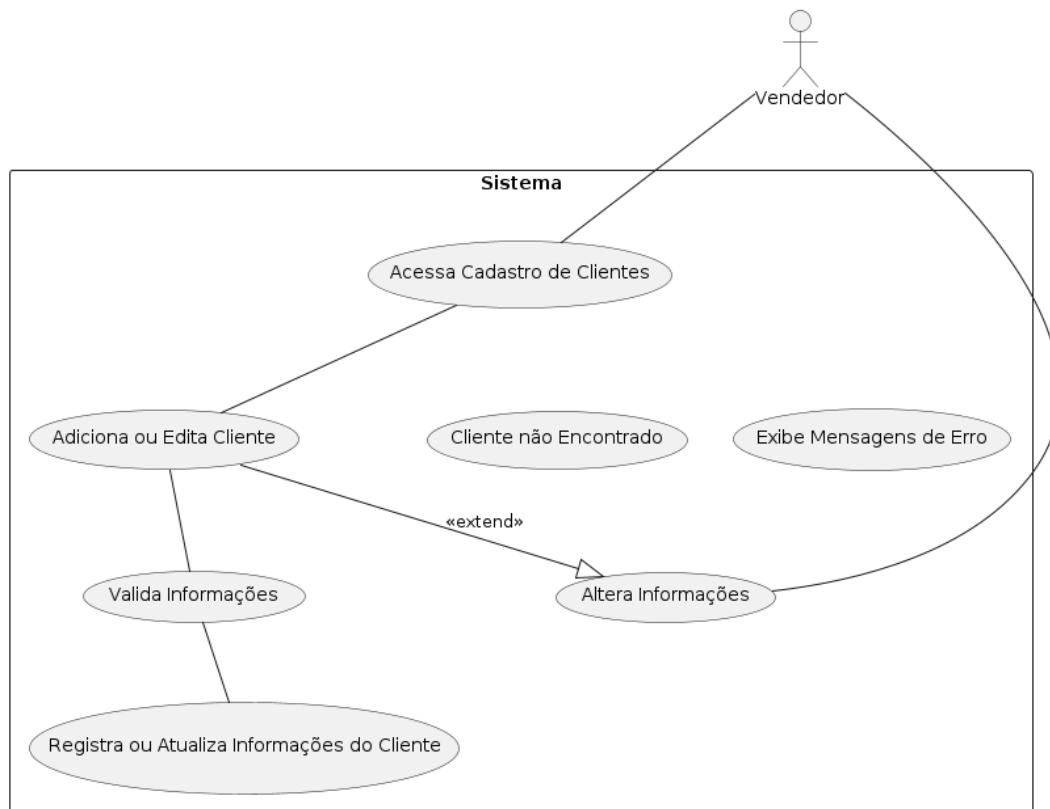 Vendedor
Sistema
Acessa Cadastro de Clientes
Adiciona ou Edita Cliente
Cliente não Encontrado
Exibe Mensagens de Erro
«extend»
Valida Informações
Altera Informações
Registra ou Atualiza Informações do Cliente